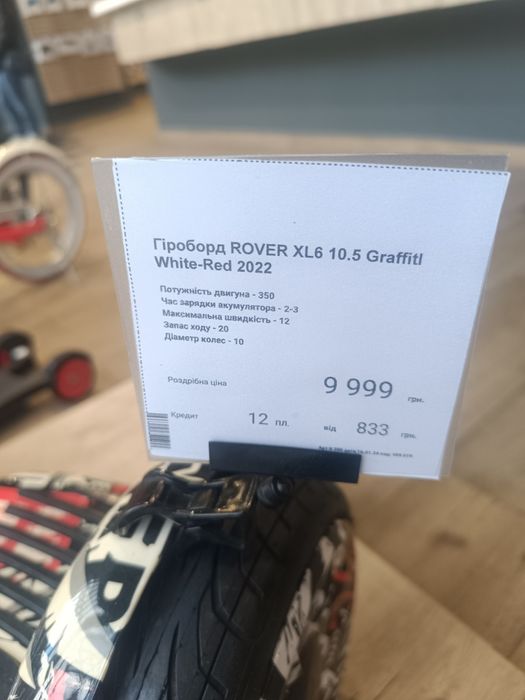 Гіроборд ROVER XL6 10.5 Graffitl
White-Red 2022
Потужність двигуна - 350
Час зарядки акумулятора - 2-3
Максимальна швидкість - 12
Запас ходу - 20
Діаметр колес - 10
Роздрібна ціна 9 999 грн.
Кредит 12 пл. від 833 грн.